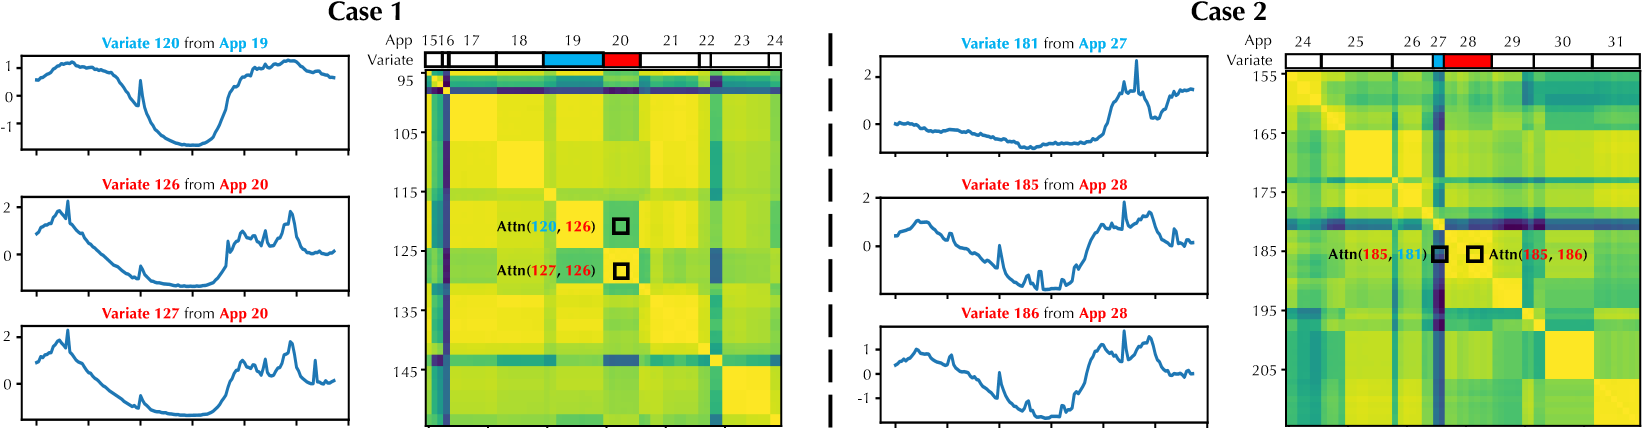 Case 1
Variate 120 from App 19
1
0
-1
Variate 126 from App 20
2
0
Variate 127 from App 20
2
0
App 15 16 17 18 19 20 21 22 23 24
Variate
95
105
115
Attn(120, 126)
125
Attn(127, 126)
135
145
Case 2
Variate 181 from App 27
2
0
Variate 185 from App 28
2
0
Variate 186 from App 28
1
0
-1
App 24 25 26 27 28 29 30 31
Variate
155
165
175
185
Attn(185, 181) Attn(185, 186)
195
205